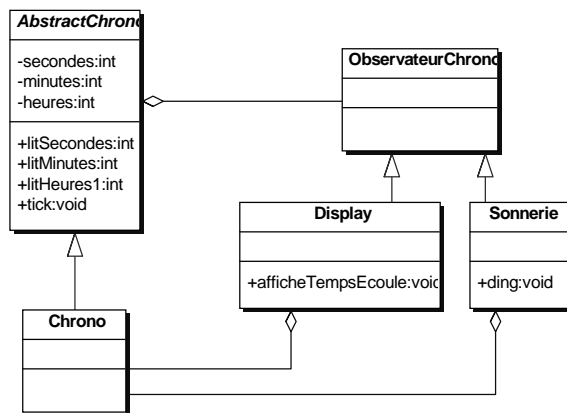 AbstractChrono
-secondes:int
-minutes:int
-heures:int
+litSecondes:int
+litMinutes:int
+litHeures1:int
+tick:void
ObservateurChrono
Display
+afficheTempsEcoule:void
Sonnerie
+ding:void
Chrono